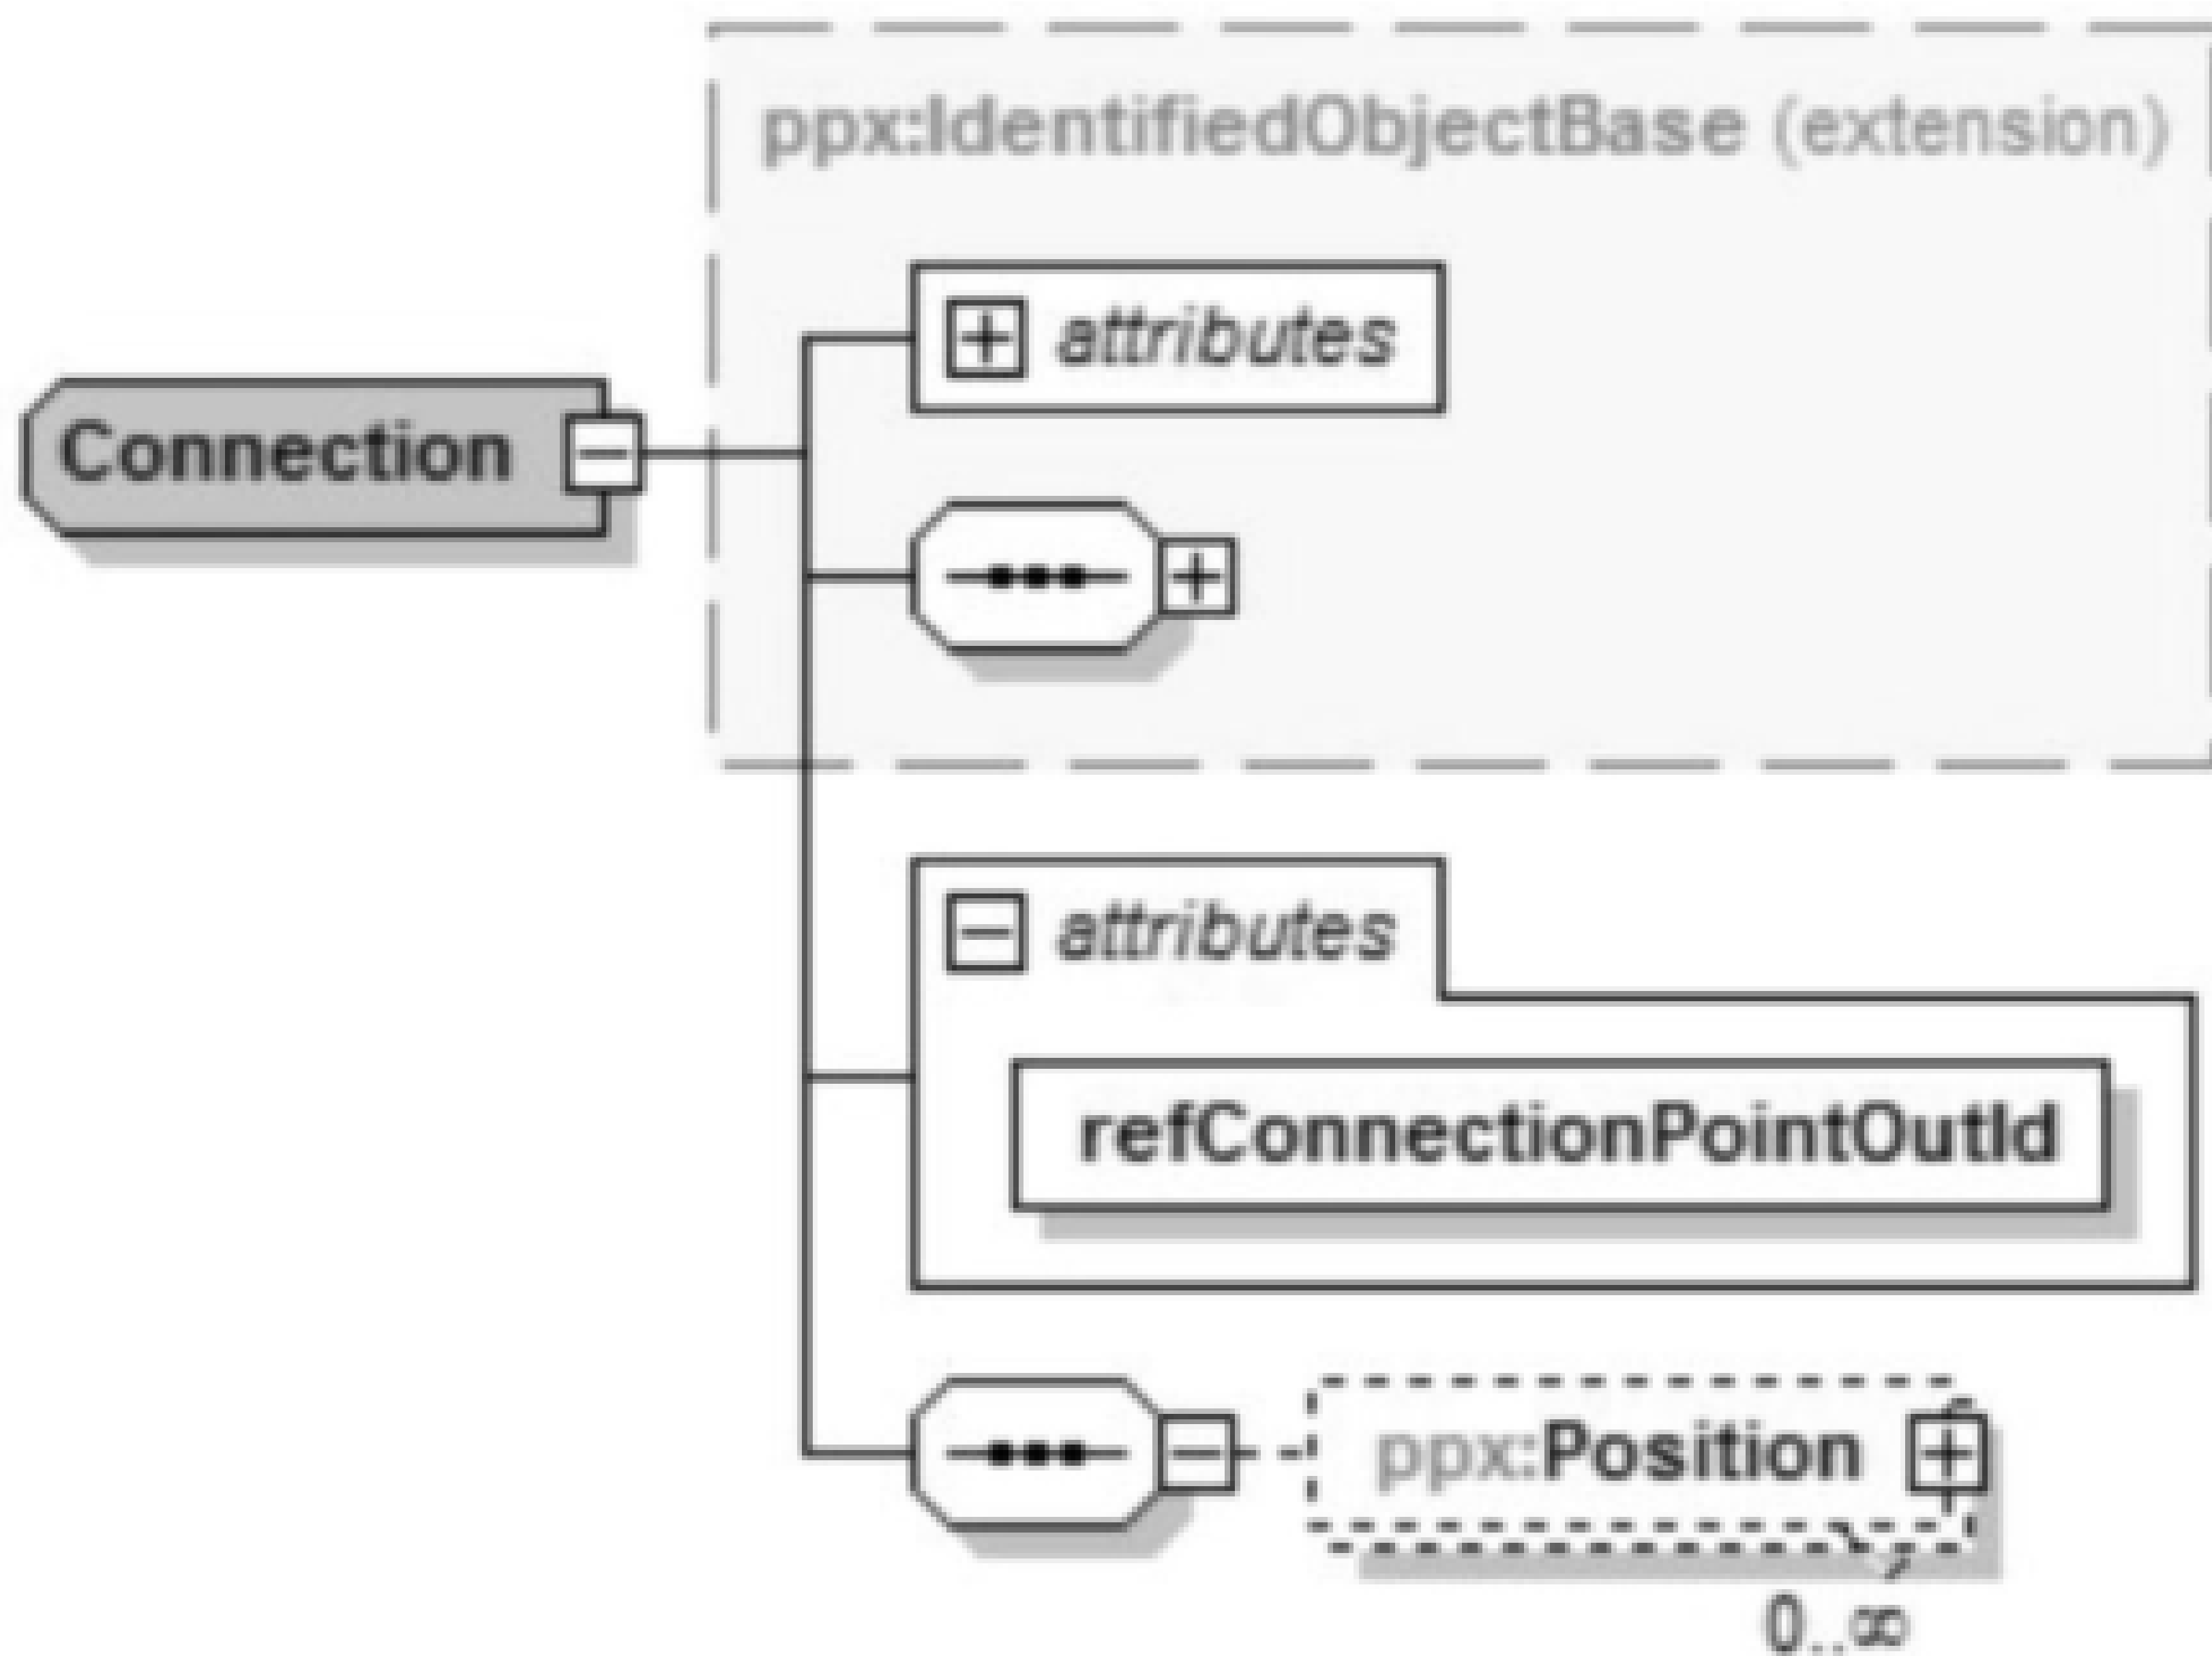 ppx:IdentifiedObjectBase (extension)
attributes
Connection
attributes
refConnectionPointOutId
ppx:Position
0..∞